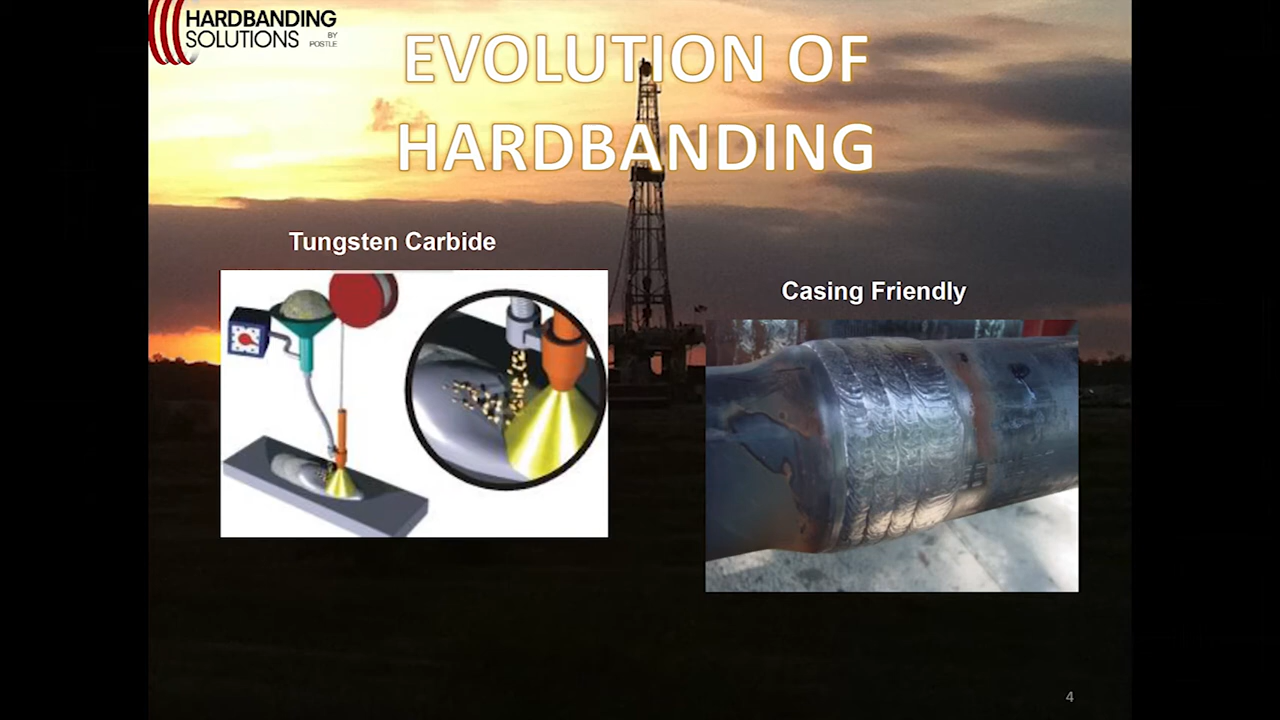 HARDBANDING
SOLUTIONS
BY
POSTLE
EVOLUTION OF
HARDBANDING
Tungsten Carbide
Casing Friendly
4